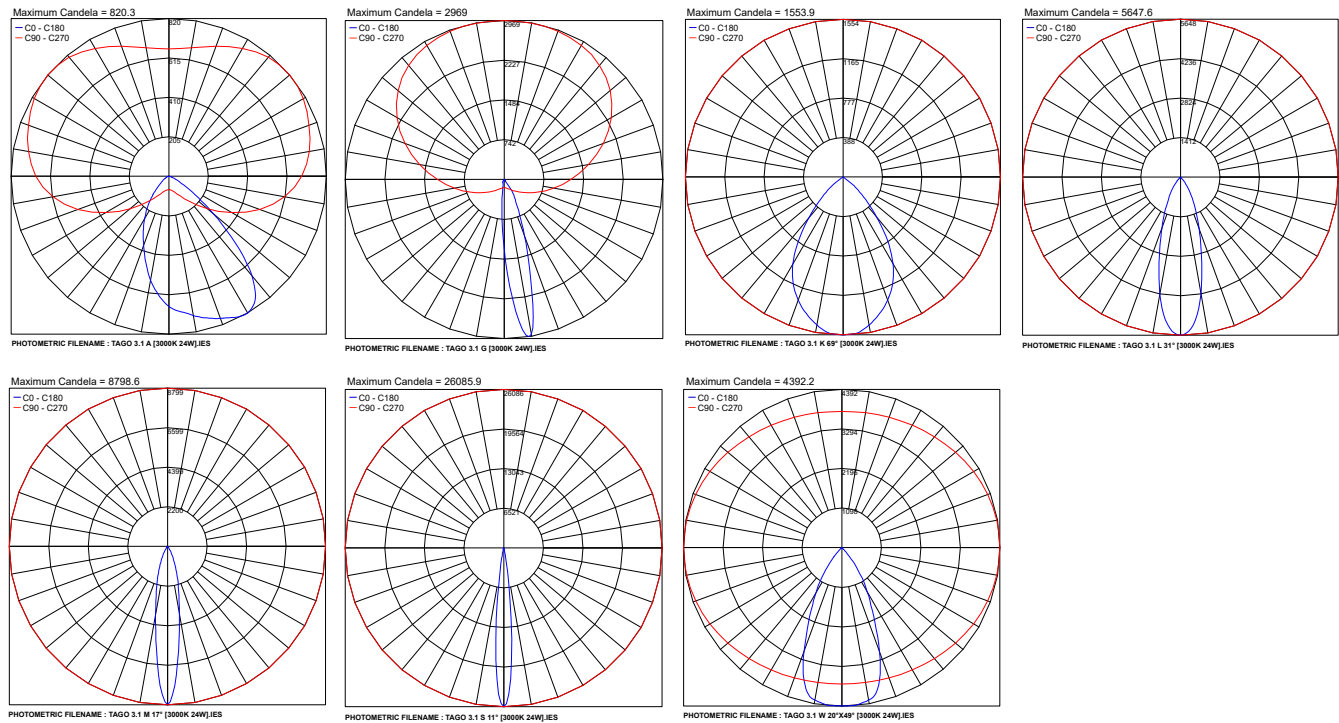 Maximum Candela = 820.3
C0 - C180
C90 - C270
820
615
410
205
PHOTOMETRIC FILENAME : TAGO 3.1 A [3000K 24W].IES
Maximum Candela = 2969
C0 - C180
C90 - C270
2969
2227
1484
742
PHOTOMETRIC FILENAME : TAGO 3.1 G [3000K 24W].IES
Maximum Candela = 1553.9
C0 - C180
C90 - C270
1554
1165
777
388
PHOTOMETRIC FILENAME : TAGO 3.1 K 69° [3000K 24W].IES
Maximum Candela = 5647.6
C0 - C180
C90 - C270
5648
4236
2824
1412
PHOTOMETRIC FILENAME : TAGO 3.1 L 31° [3000K 24W].IES
Maximum Candela = 8798.6
C0 - C180
C90 - C270
8799
6599
4399
2200
PHOTOMETRIC FILENAME : TAGO 3.1 M 17° [3000K 24W].IES
Maximum Candela = 26085.9
C0 - C180
C90 - C270
26086
19564
13043
6521
PHOTOMETRIC FILENAME : TAGO 3.1 S 11° [3000K 24W].IES
Maximum Candela = 4392.2
C0 - C180
C90 - C270
4392
3294
2196
1098
PHOTOMETRIC FILENAME : TAGO 3.1 W 20°X49° [3000K 24W].IES